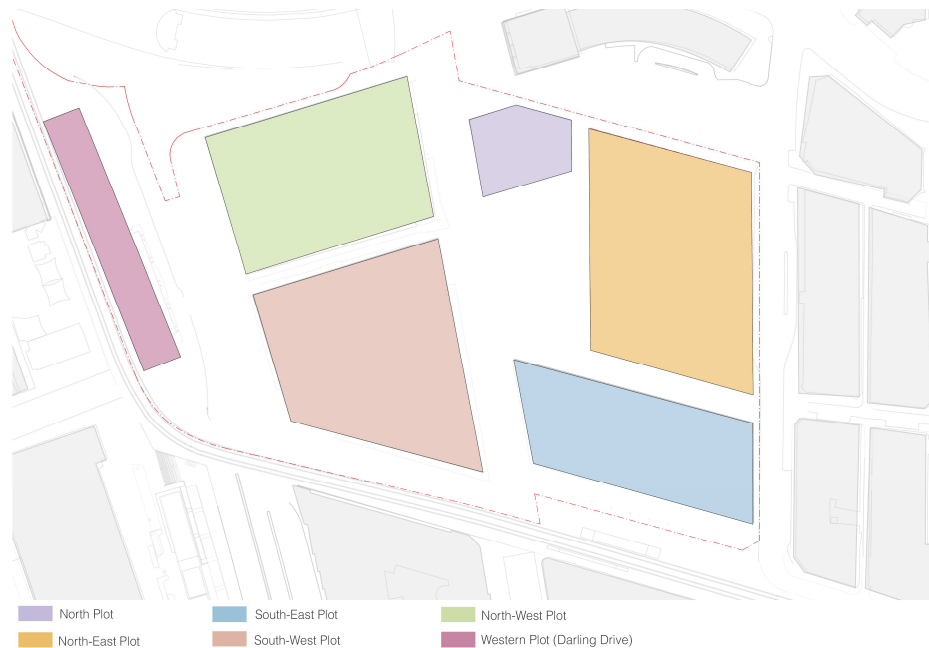 North Plot
South-East Plot
North-West Plot
North-East Plot
South-West Plot
Western Plot (Darling Drive)